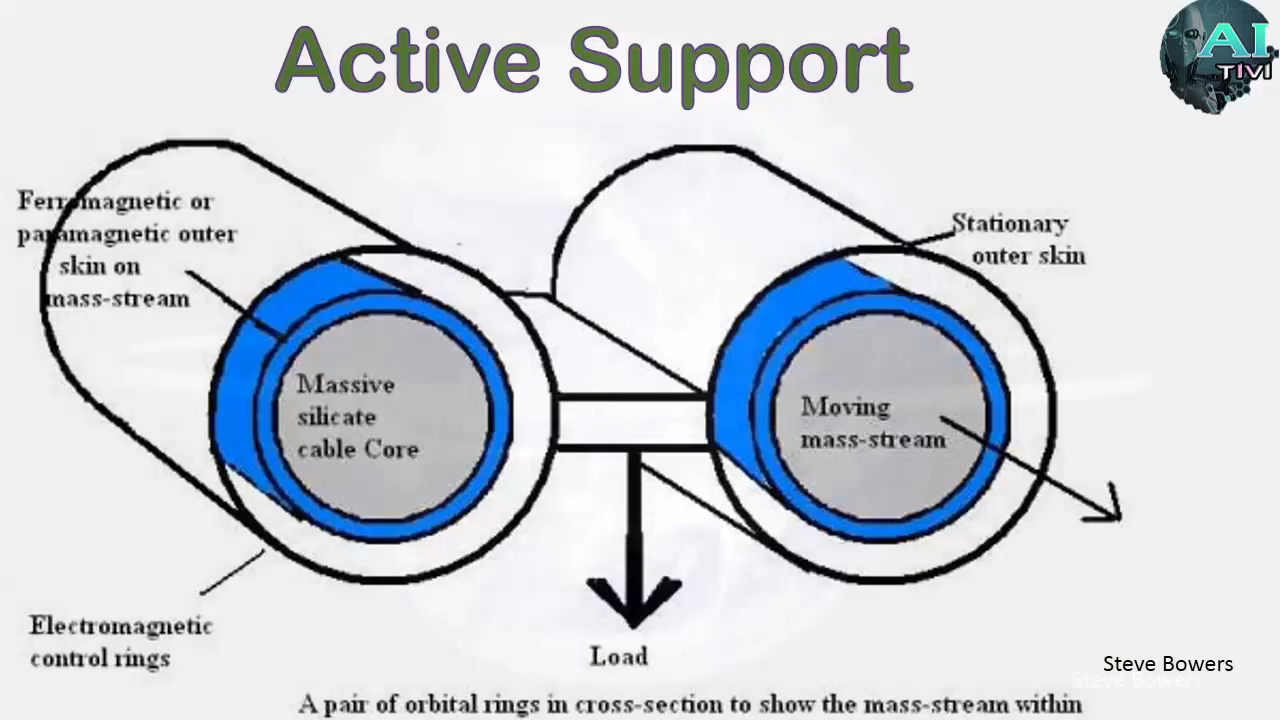 Active Support
AI
TIVI
Ferromagnetic or
paramagnetic outer
skin on
mass-stream
Stationary
outer skin
Massive
silicate
cable Core
Moving
mass-stream
Electromagnetic
control rings
Load
Steve Bowers
Steve Bowers
A pair of orbital rings in cross-section to show the mass-stream within